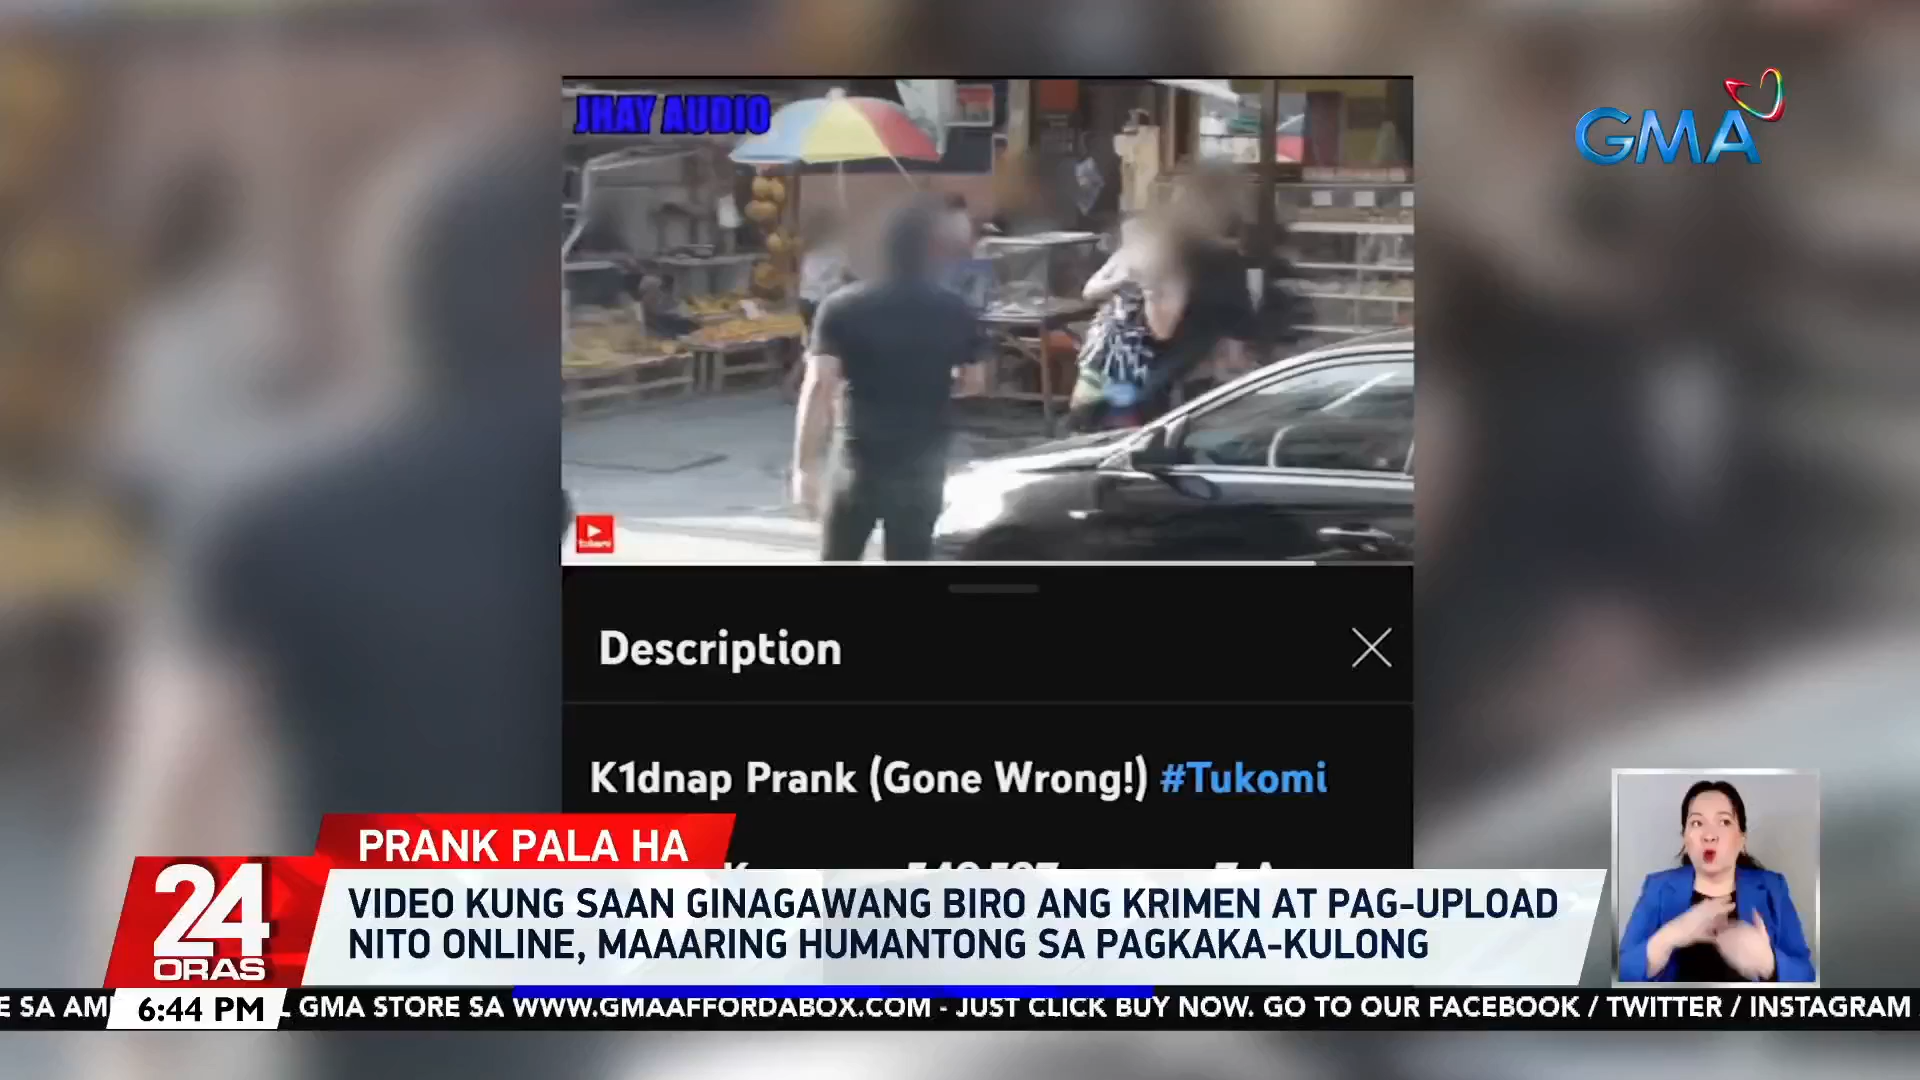 JHAY AUDIO
GMA
tukomi
Description
K1dnap Prank (Gone Wrong!) #Tukomi
PRANK PALA HA
24
ORAS
VIDEO KUNG SAAN GINAGAWANG BIRO ANG KRIMEN AT PAG-UPLOAD
NITO ONLINE, MAAARING HUMANTONG SA PAGKAKA-KULONG
6:44 PM
GMA STORE SA WWW.GMAAFFORDABOX.COM - JUST CLICK BUY NOW. GO TO OUR FACEBOOK / TWITTER / INSTAGRAM